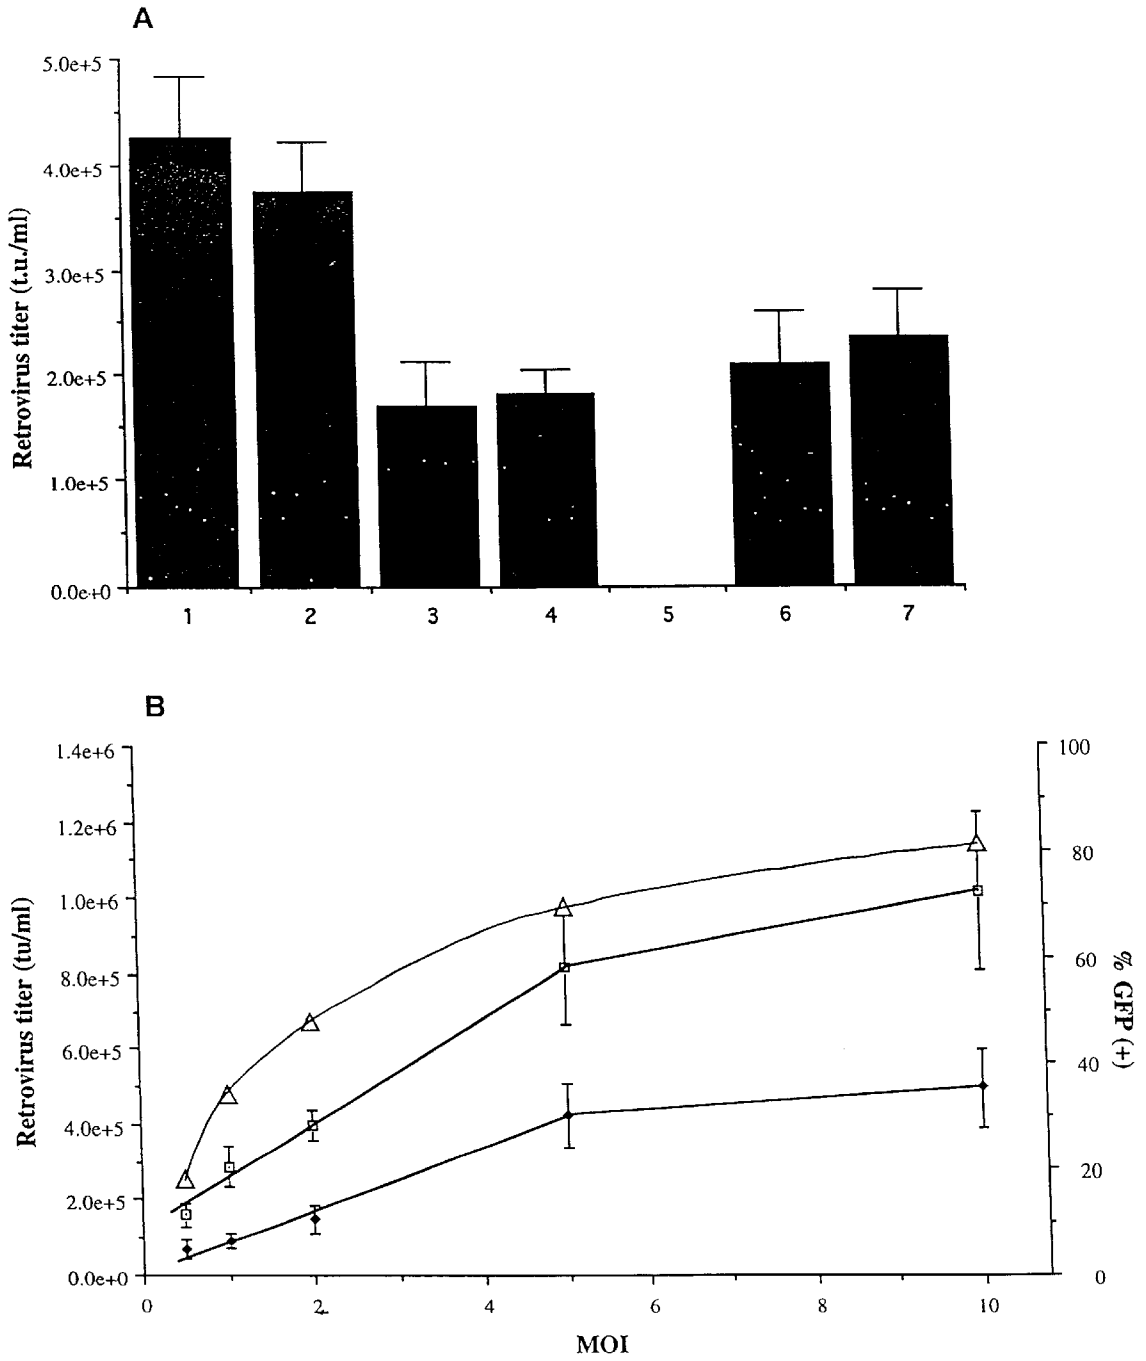 A
5.0e+5
4.0e+5
3.0e+5
2.0e+5
1.0e+5
0.0e+0
Retrovirus titer (t.u./ml)
1 2 3 4 5 6 7
B
1.4e+6
1.2e+6
1.0e+6
8.0e+5
6.0e+5
4.0e+5
2.0e+5
0.0e+0
Retrovirus titer (tu/ml)
100
80
60
40
20
0
% GFP (+)
0 2 4 6 8 10
MOI